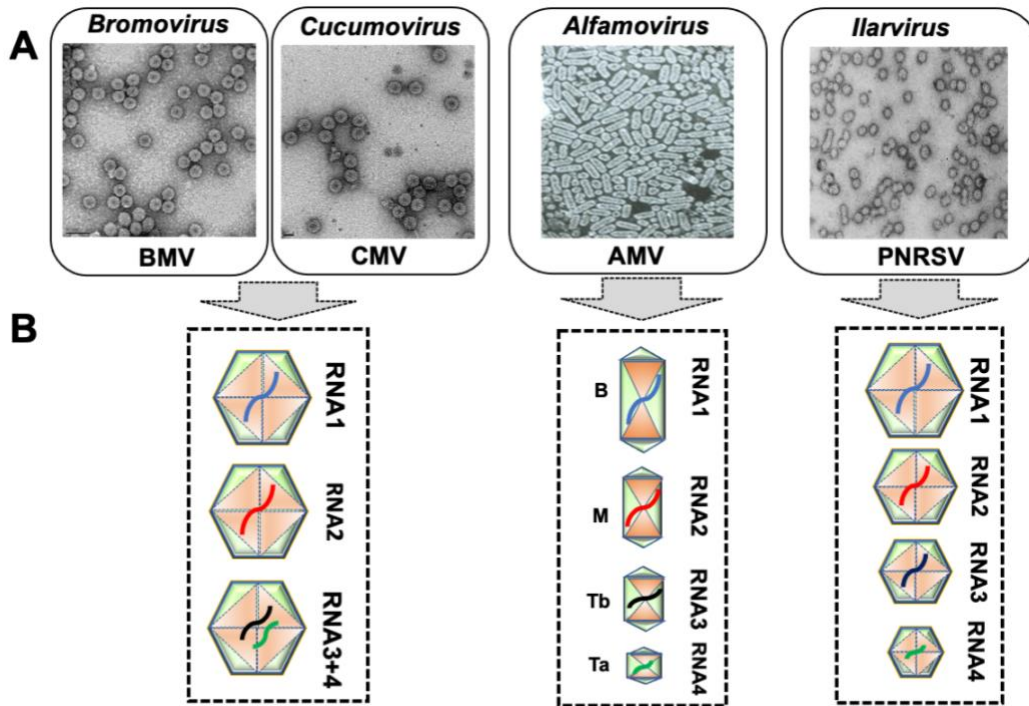 A
Bromovirus
Cucumovirus
Alfamovirus
Ilarvirus
BMV
CMV
AMV
PNRSV
B
RNA1
RNA2
RNA3+4
B
RNA1
M
RNA2
Tb
RNA3
Ta
RNA4
RNA1
RNA2
RNA3
RNA4